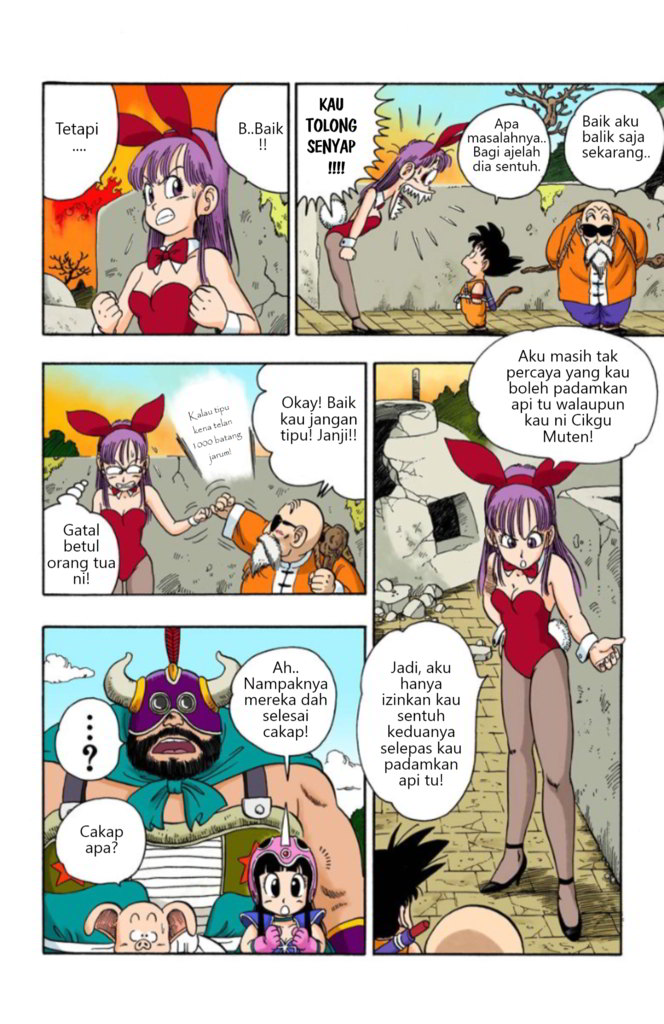 B..Baik
!!
Tetapi
....
Baik aku
balik saja
sekarang..
Apa
masalahnya..
Bagi ajelah
dia sentuh.
KAU
TOLONG
SENYAP
!!!!
Aku masih tak
percaya yang kau
boleh padamkan
api tu walaupun
kau ni Cikgu
Muten!
Jadi, aku
hanya
izinkan kau
sentuh
keduanya
selepas kau
padamkan
api tu!
Okay! Baik
kau jangan
tipu! Janji!!
Kalau tipu
kena telan
1000 batang
jarum!
Gatal
betul
orang tua
ni!
Ah..
Nampaknya
mereka dah
selesai
cakap!
...
?
Cakap
apa?